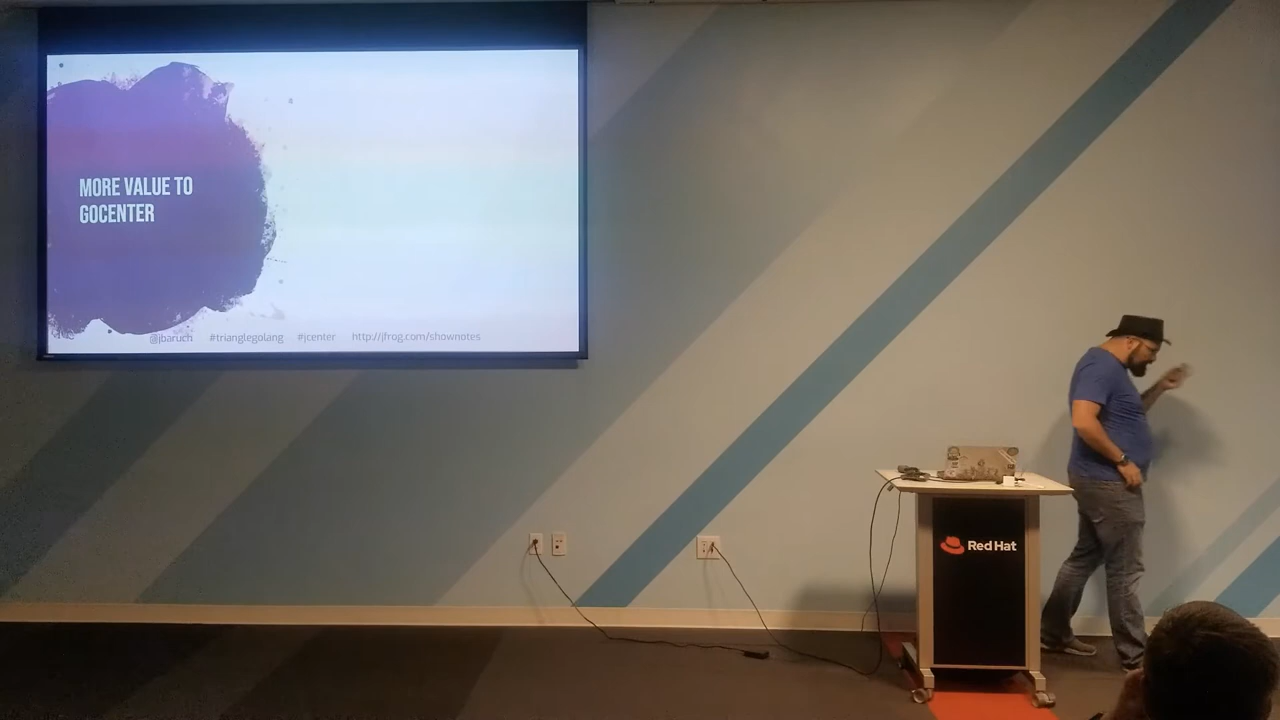 MORE VALUE TO
GOCENTER
@jbaruch #trianglegolang #jcenter http://jfrog.com/shownotes
Red Hat